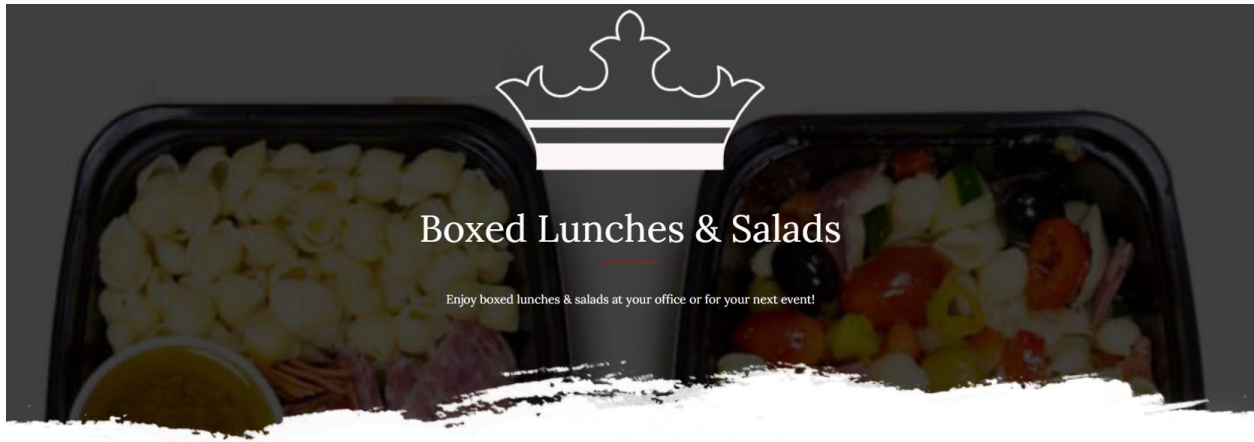 Boxed Lunches & Salads
Enjoy boxed lunches & salads at your office or for your next event!